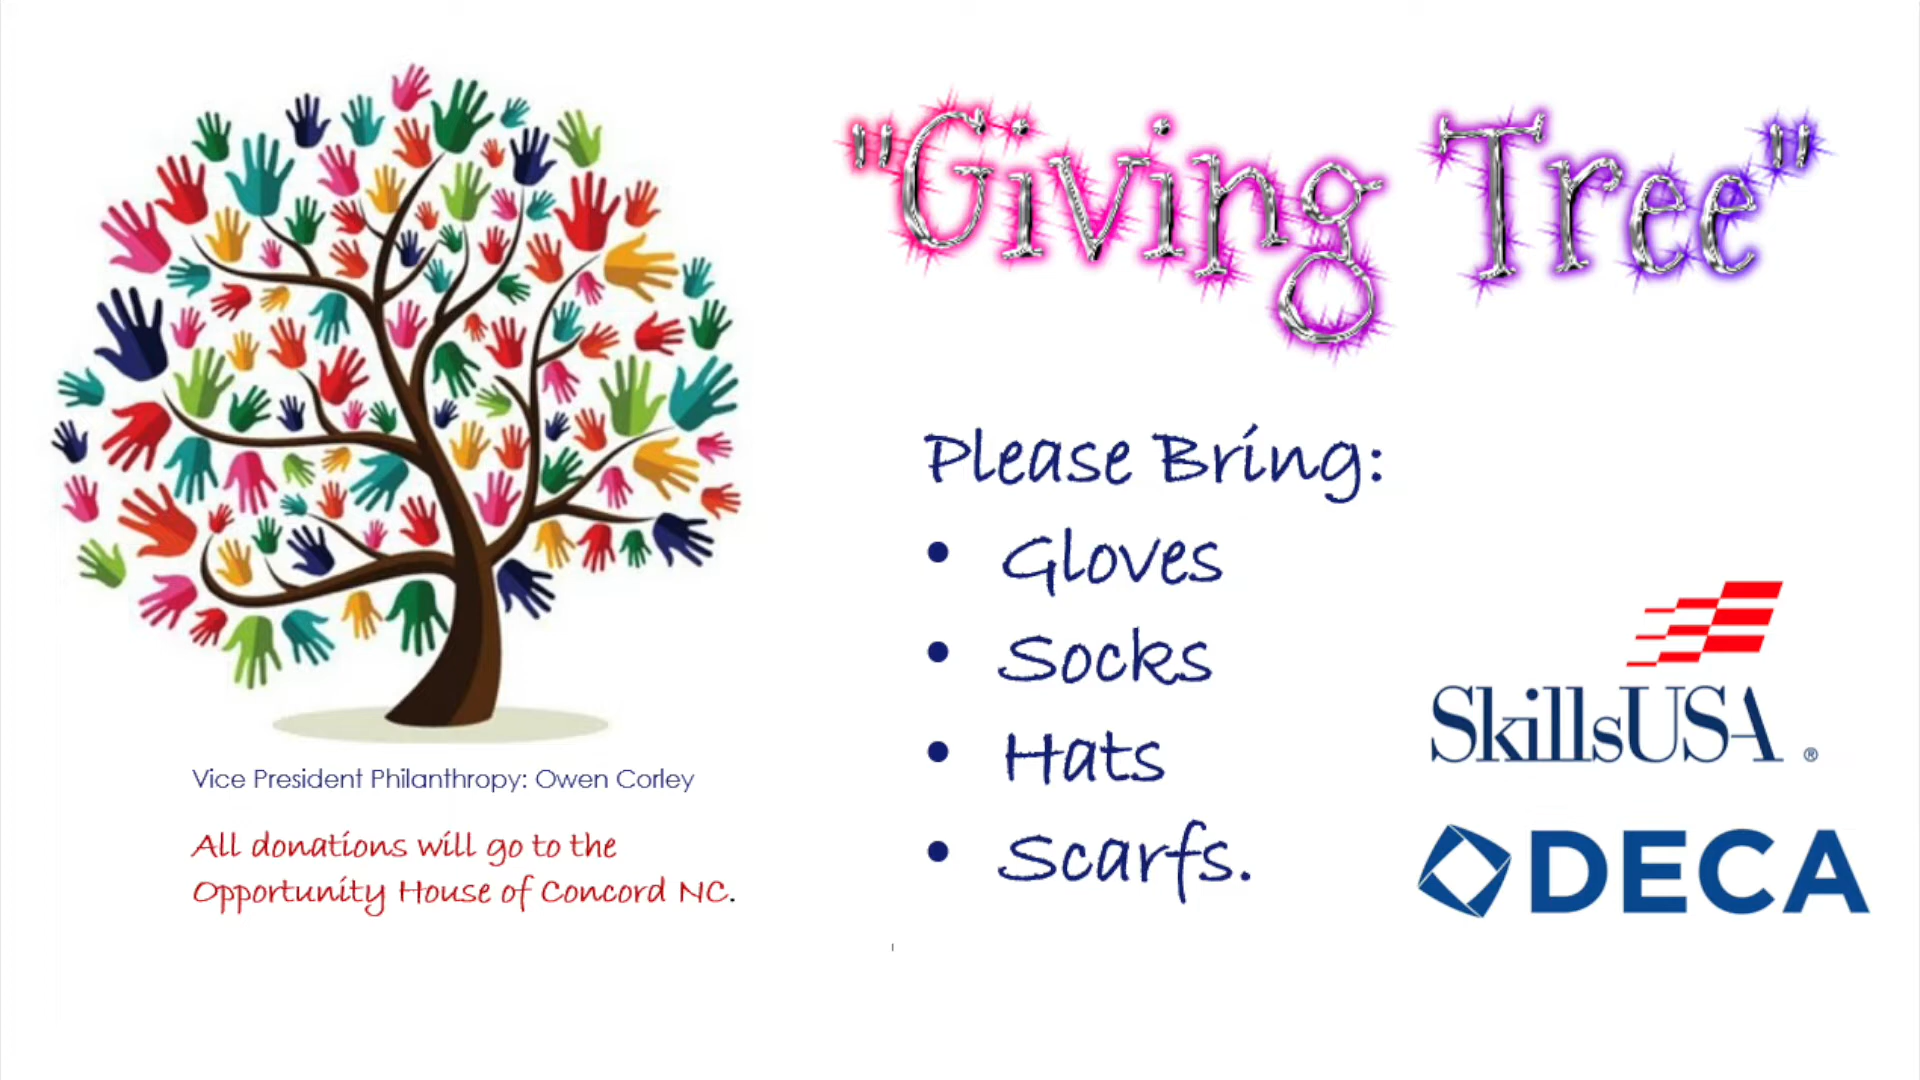 "Giving Tree"
Please Bring:
• Gloves
• Socks
• Hats
• Scarfs.
SkillsUSA®
DECA
Vice President Philanthropy: Owen Corley
All donations will go to the
Opportunity House of Concord NC.